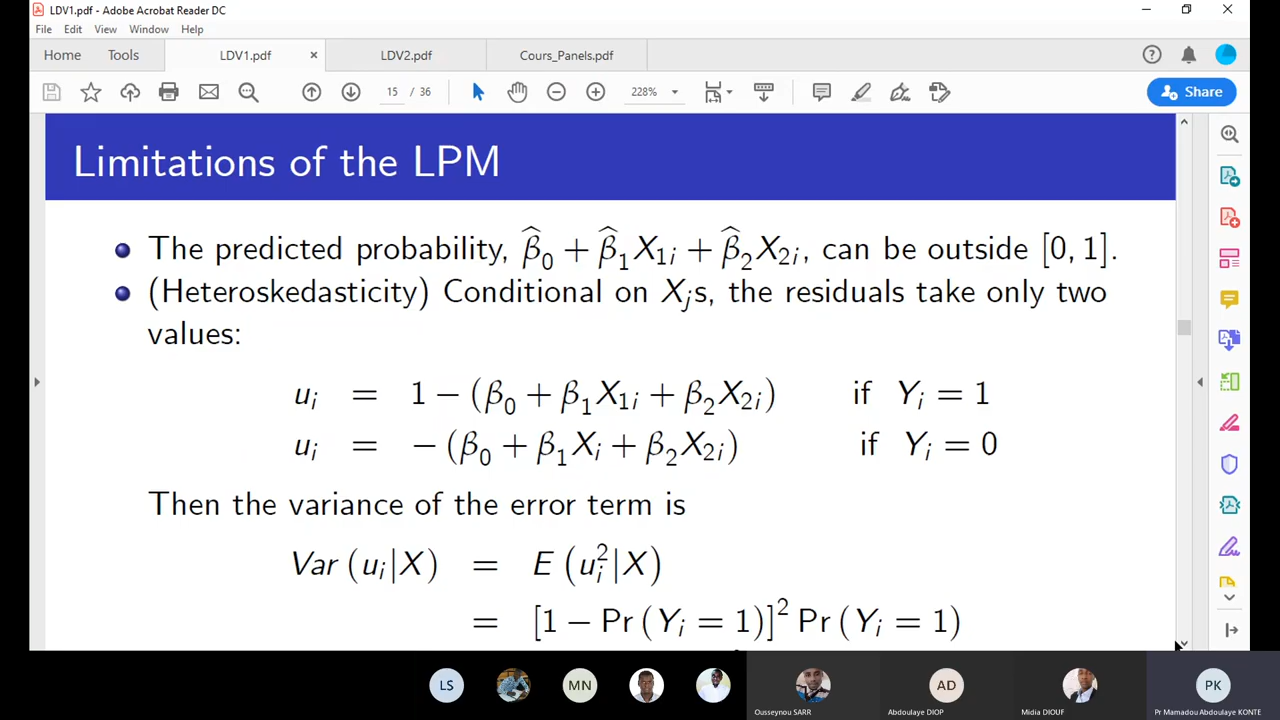 LDV1.pdf - Adobe Acrobat Reader DC
File Edit View Window Help
Home Tools LDV1.pdf × LDV2.pdf Cours_Panels.pdf
15 / 36 228% Share
Limitations of the LPM
The predicted probability, β̂₀ + β̂₁X₁ᵢ + β̂₂X₂ᵢ, can be outside [0, 1].
(Heteroskedasticity) Conditional on Xⱼs, the residuals take only two
values:
uᵢ = 1 − (β₀ + β₁X₁ᵢ + β₂X₂ᵢ) if Yᵢ = 1
uᵢ = − (β₀ + β₁Xᵢ + β₂X₂ᵢ) if Yᵢ = 0
Then the variance of the error term is
Var (uᵢ|X) = E (uᵢ²|X)
= [1 − Pr (Yᵢ = 1)]² Pr (Yᵢ = 1)
LS MN AD PK
Ousseynou SARR Abdoulaye DIOP Midia DIOUF Pr Mamadou Abdoulaye KONTE